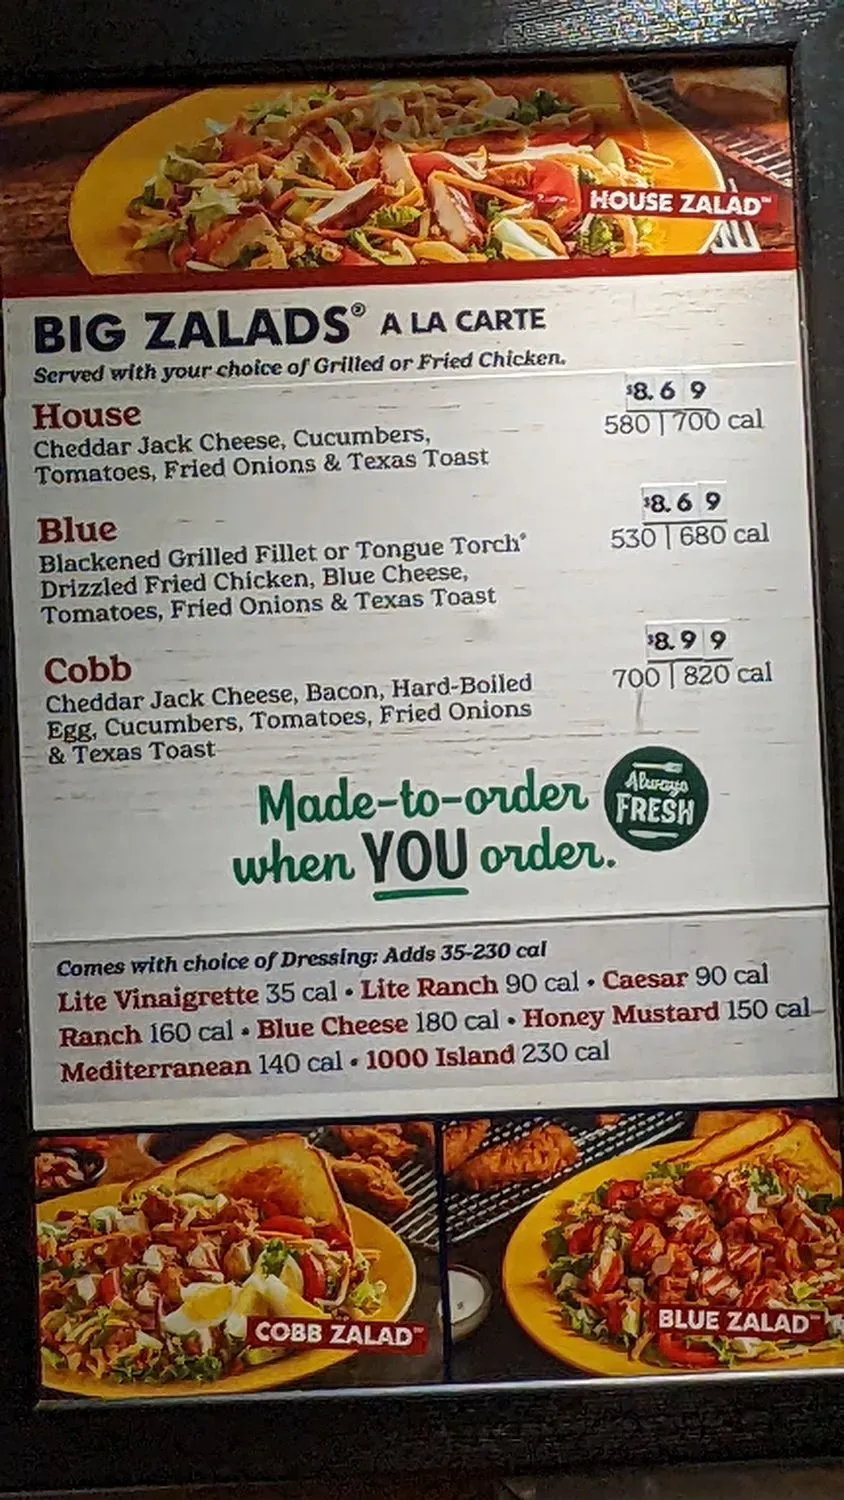 HOUSE ZALAD™
BIG ZALADS® A LA CARTE
Served with your choice of Grilled or Fried Chicken.
$8.69
House
580 | 700 cal
Cheddar Jack Cheese, Cucumbers,
Tomatoes, Fried Onions & Texas Toast
$8.69
Blue
530 | 680 cal
Blackened Grilled Fillet or Tongue Torch®
Drizzled Fried Chicken, Blue Cheese,
Tomatoes, Fried Onions & Texas Toast
$8.99
Cobb
700 | 820 cal
Cheddar Jack Cheese, Bacon, Hard-Boiled
Egg, Cucumbers, Tomatoes, Fried Onions
& Texas Toast
Made-to-order
when YOU order.
Always
FRESH
Comes with choice of Dressing: Adds 35-230 cal
Lite Vinaigrette 35 cal • Lite Ranch 90 cal • Caesar 90 cal
Ranch 160 cal • Blue Cheese 180 cal • Honey Mustard 150 cal
Mediterranean 140 cal • 1000 Island 230 cal
COBB ZALAD™
BLUE ZALAD™